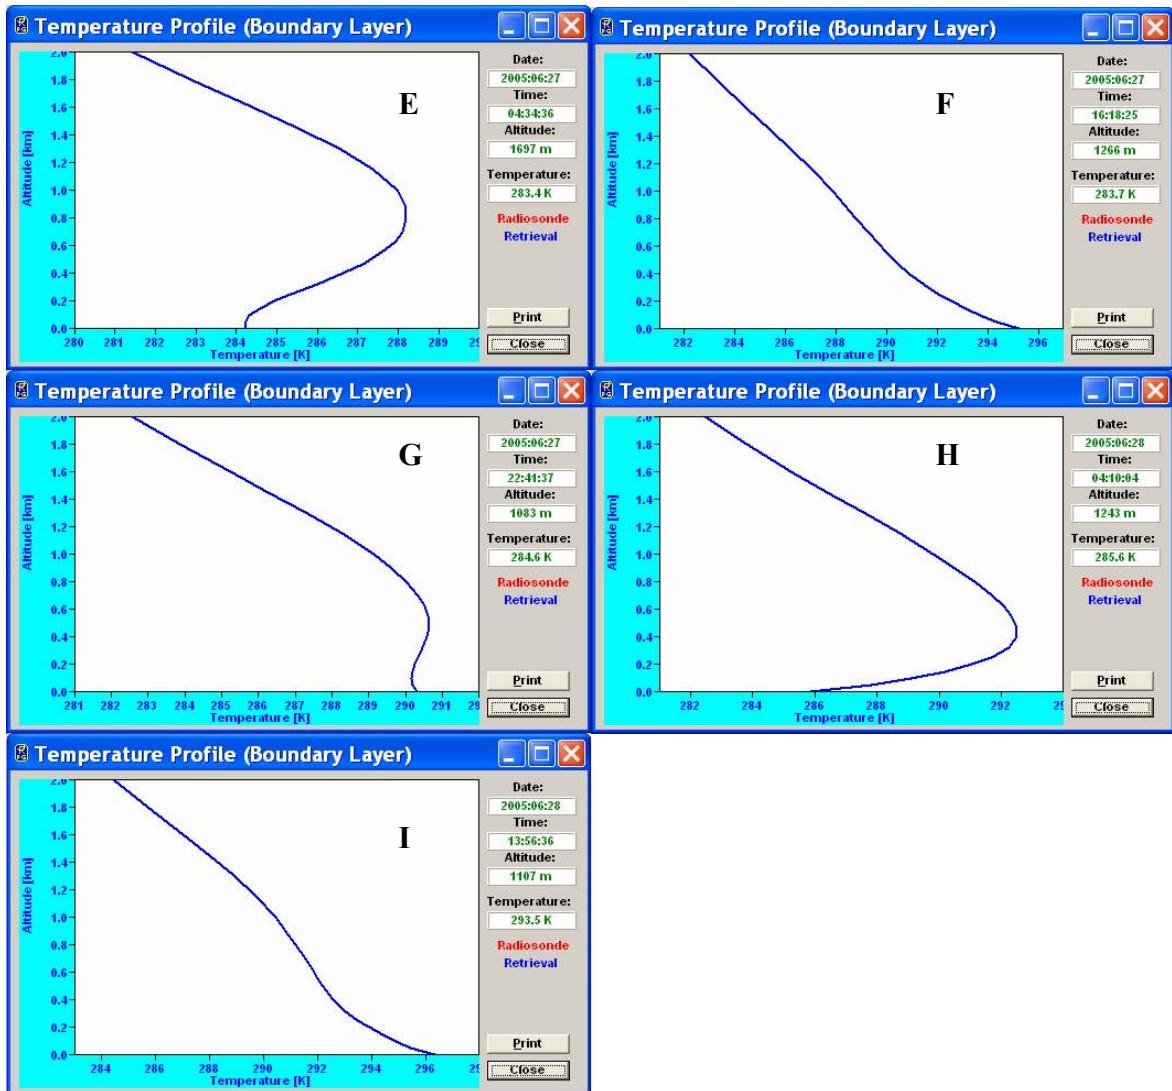 Temperature Profile (Boundary Layer)
E
Altitude [km]
2.0
1.8
1.6
1.4
1.2
1.0
0.8
0.6
0.4
0.2
0.0
280 281 282 283 284 285 286 287 288 289 29
Temperature [K]
Date:
2005:06:27
Time:
04:34:36
Altitude:
1697 m
Temperature:
283.4 K
Radiosonde
Retrieval
Print
Close
Temperature Profile (Boundary Layer)
F
Altitude [km]
2.0
1.8
1.6
1.4
1.2
1.0
0.8
0.6
0.4
0.2
0.0
282 284 286 288 290 292 294 296
Temperature [K]
Date:
2005:06:27
Time:
16:18:25
Altitude:
1266 m
Temperature:
283.7 K
Radiosonde
Retrieval
Print
Close
Temperature Profile (Boundary Layer)
G
Altitude [km]
2.0
1.8
1.6
1.4
1.2
1.0
0.8
0.6
0.4
0.2
0.0
281 282 283 284 285 286 287 288 289 290 291 29
Temperature [K]
Date:
2005:06:27
Time:
22:41:37
Altitude:
1083 m
Temperature:
284.6 K
Radiosonde
Retrieval
Print
Close
Temperature Profile (Boundary Layer)
H
Altitude [km]
2.0
1.8
1.6
1.4
1.2
1.0
0.8
0.6
0.4
0.2
0.0
282 284 286 288 290 292 29
Temperature [K]
Date:
2005:06:28
Time:
04:10:04
Altitude
1243 m
Temperature:
285.6 K
Radiosonde
Retrieval
Print
Close
Temperature Profile (Boundary Layer)
I
Altitude [km]
2.0
1.8
1.6
1.4
1.2
1.0
0.8
0.6
0.4
0.2
0.0
284 286 288 290 292 294 296
Temperature [K]
Date:
2005:06:28
Time:
13:56:36
Altitude:
1107 m
Temperature:
293.5 K
Radiosonde
Retrieval
Print
Close